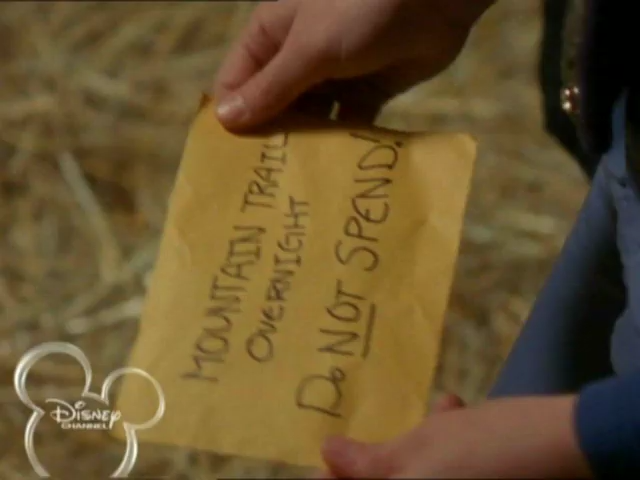 MOUNTAIN TRAIL
OVERNIGHT
Do NOT SPEND!
Disney
CHANNEL